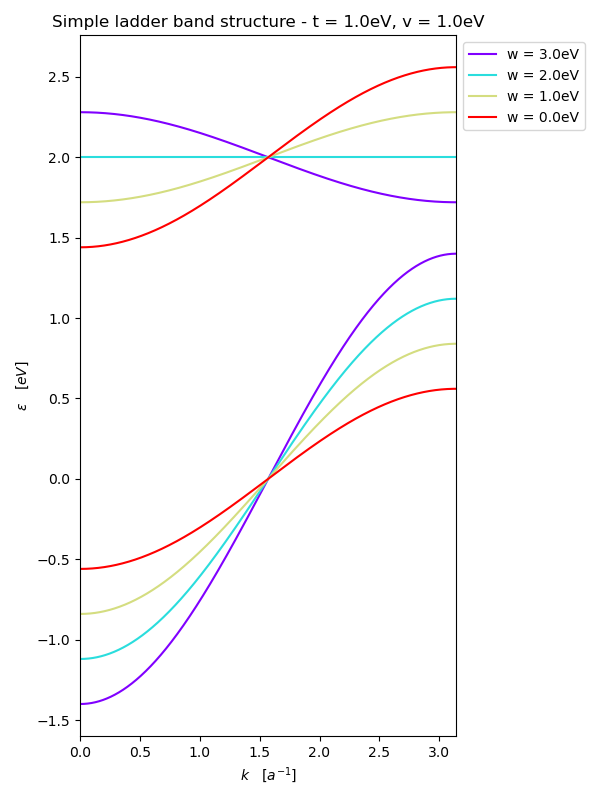 Simple ladder band structure - t = 1.0eV, v = 1.0eV
w = 3.0eV
w = 2.0eV
w = 1.0eV
w = 0.0eV
2.5
2.0
1.5
1.0
0.5
0.0
−0.5
−1.0
−1.5
ε [eV]
0.0 0.5 1.0 1.5 2.0 2.5 3.0
k [a⁻¹]